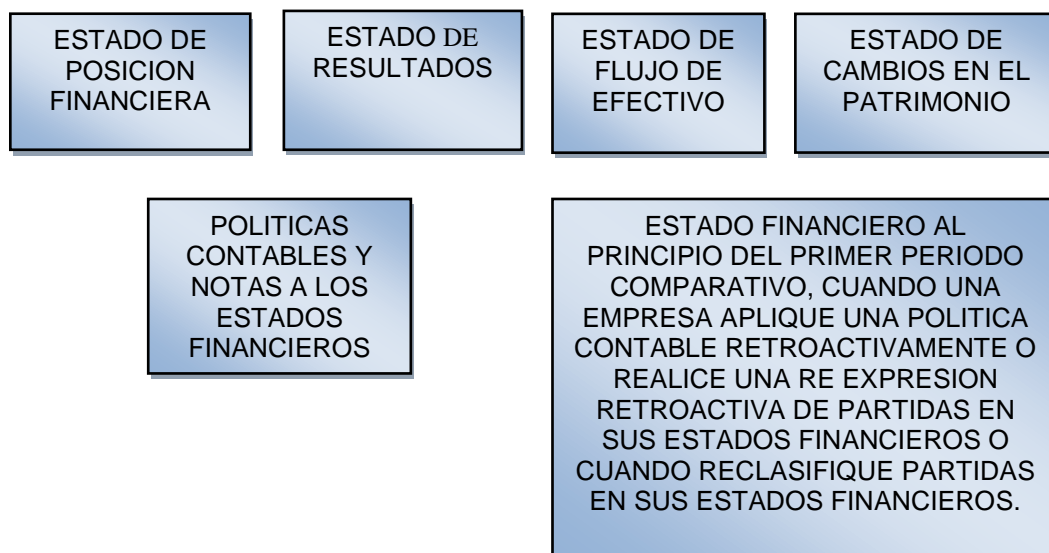 ESTADO DE
POSICION
FINANCIERA
ESTADO DE
RESULTADOS
ESTADO DE
FLUJO DE
EFECTIVO
ESTADO DE
CAMBIOS EN EL
PATRIMONIO
POLITICAS
CONTABLES Y
NOTAS A LOS
ESTADOS
FINANCIEROS
ESTADO FINANCIERO AL
PRINCIPIO DEL PRIMER PERIODO
COMPARATIVO, CUANDO UNA
EMPRESA APLIQUE UNA POLITICA
CONTABLE RETROACTIVAMENTE O
REALICE UNA RE EXPRESION
RETROACTIVA DE PARTIDAS EN
SUS ESTADOS FINANCIEROS O
CUANDO RECLASIFIQUE PARTIDAS
EN SUS ESTADOS FINANCIEROS.